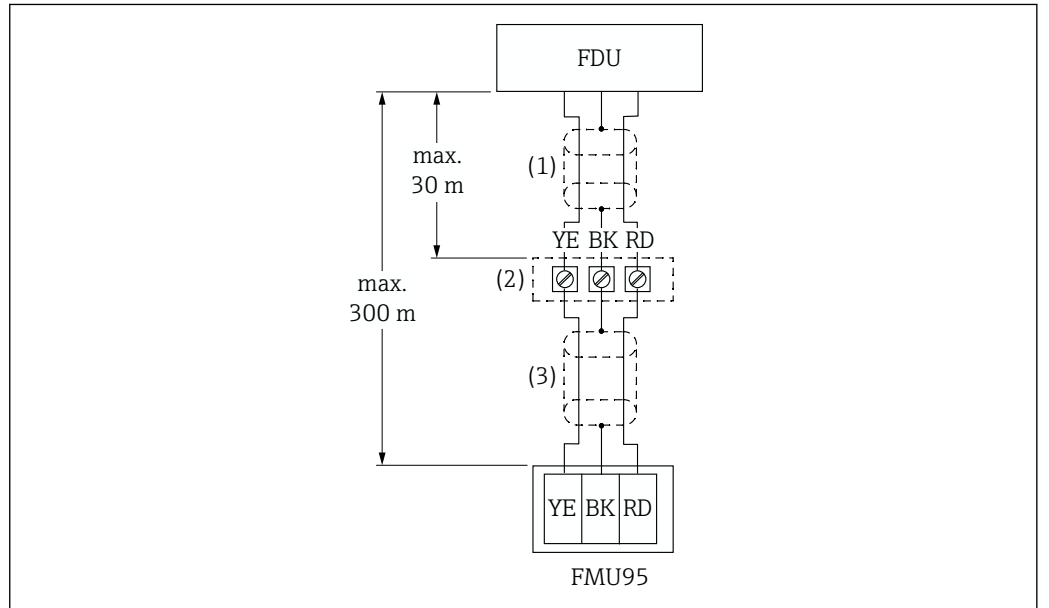 FDU
max.
30 m
(1)
YE BK RD
(2)
max.
300 m
(3)
YE BK RD
FMU95